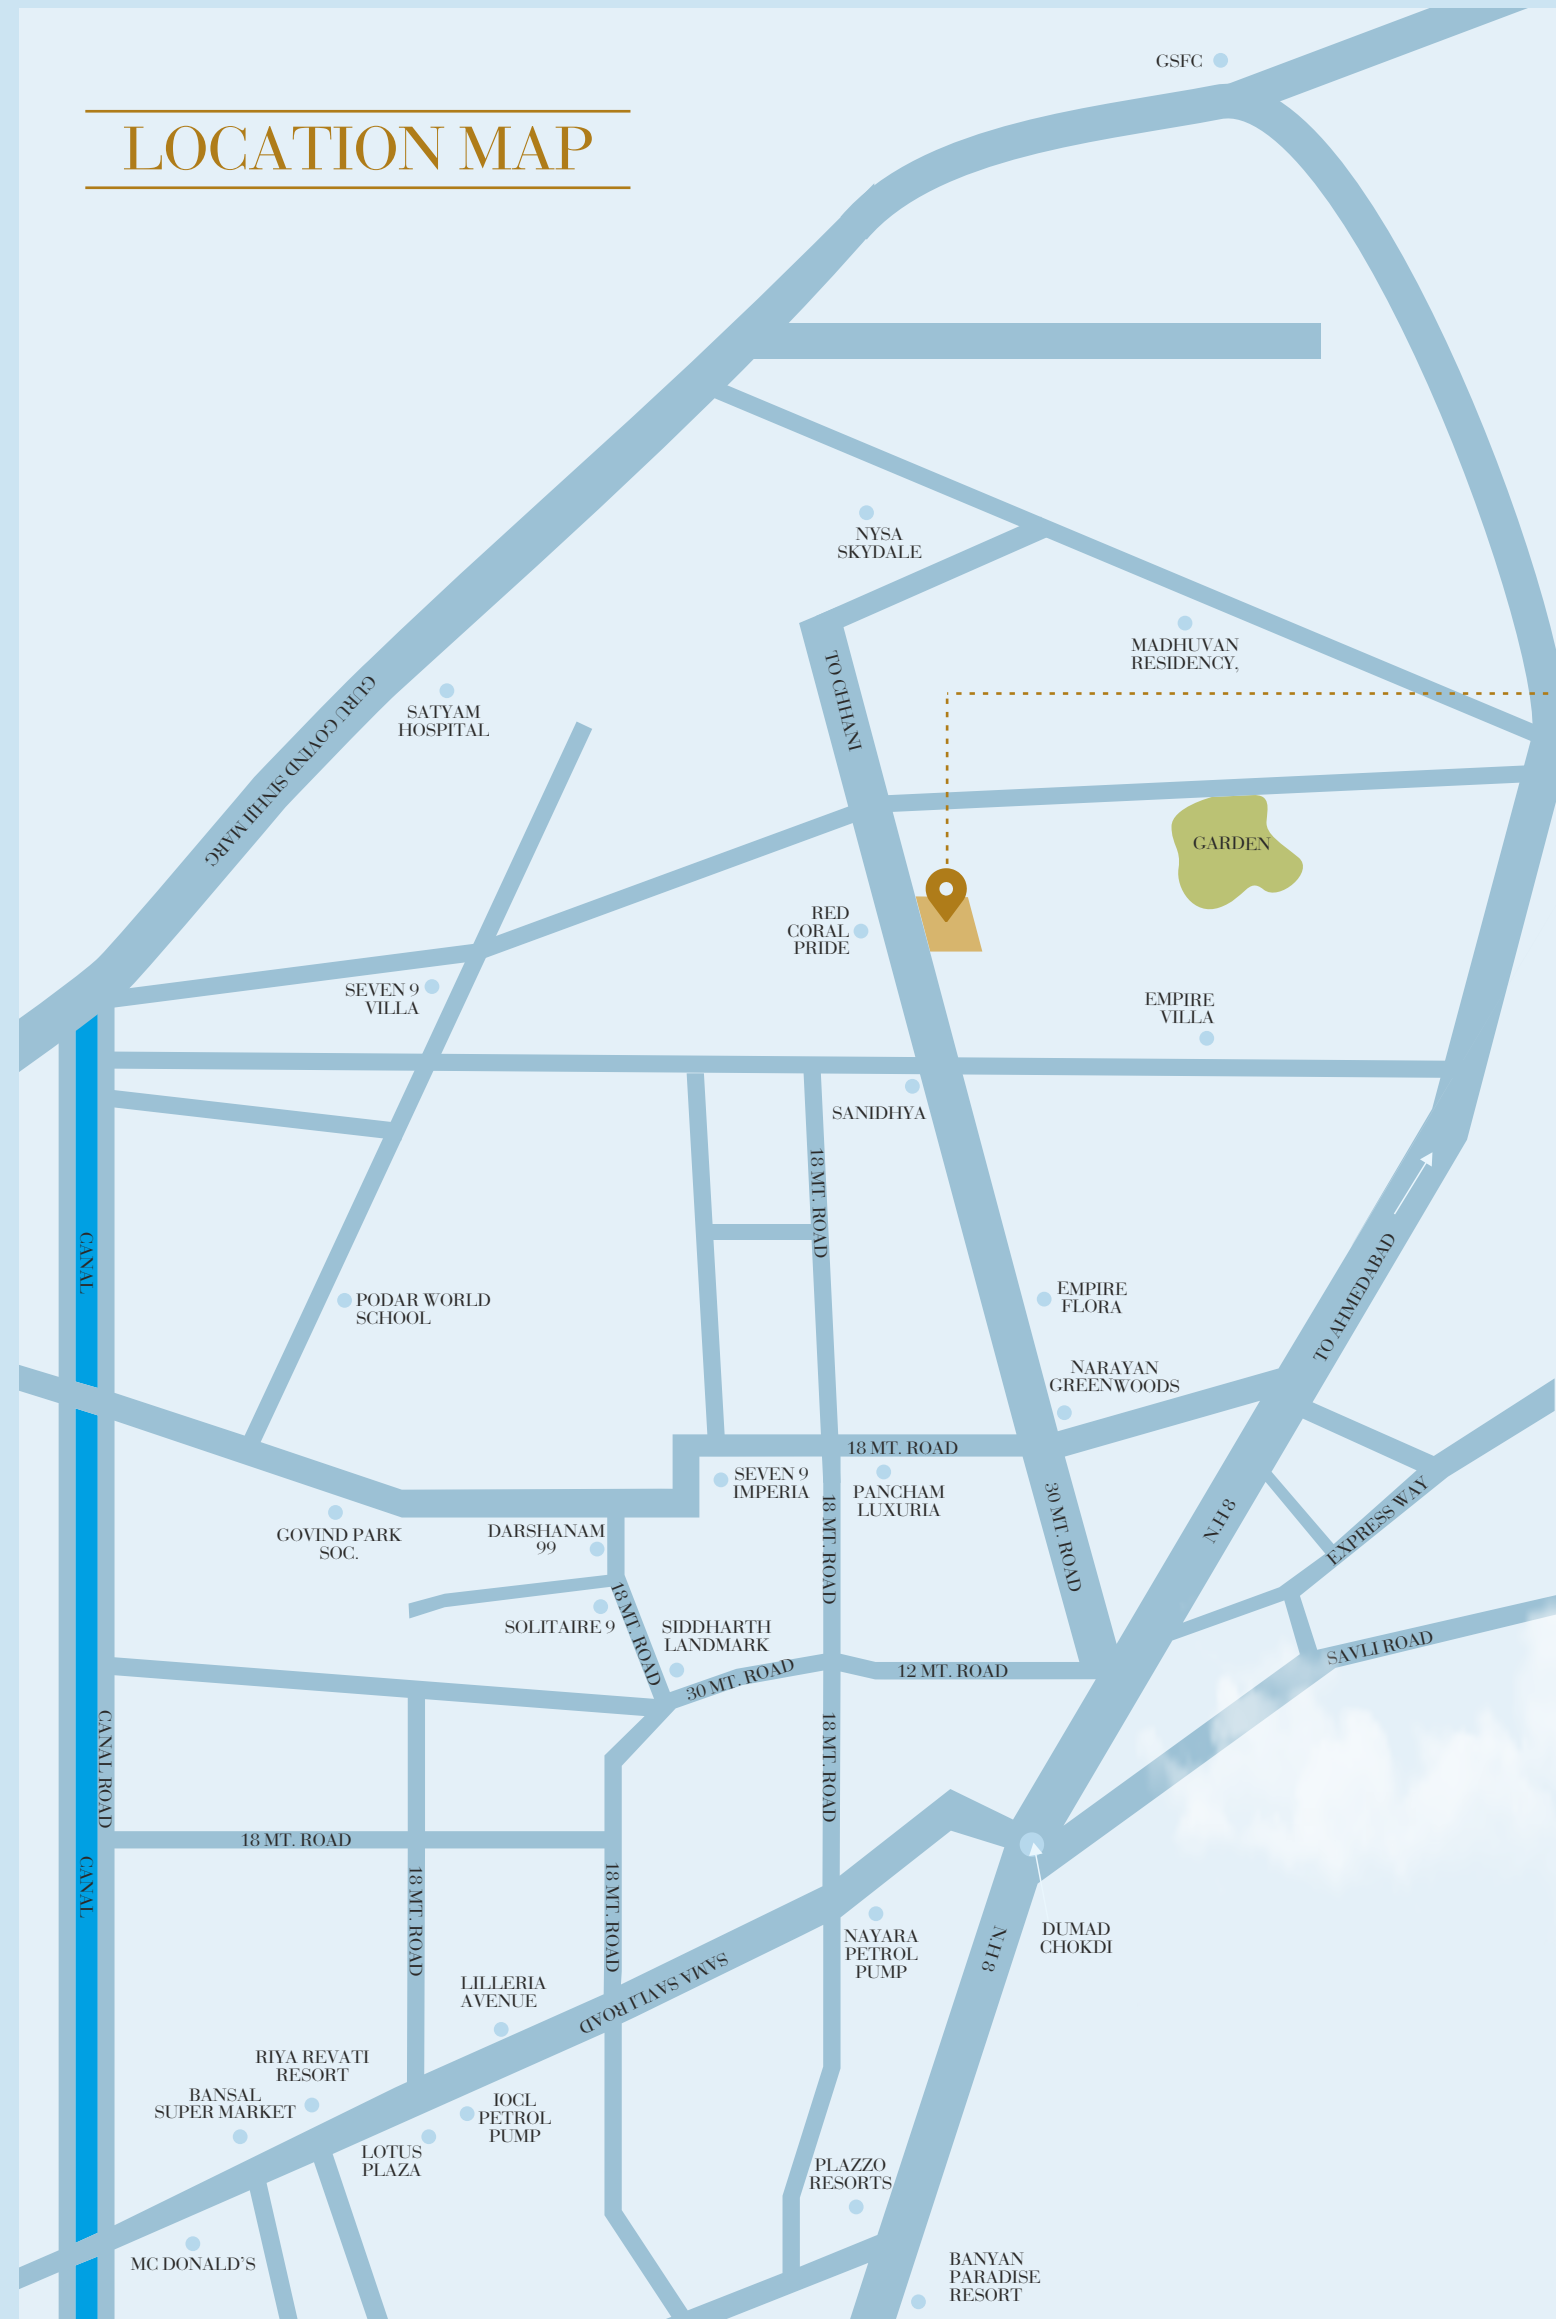 GSFC
LOCATION MAP
NYSA
SKYDALE
MADHUVAN
RESIDENCY,
TO CHHANI
GURU GOVIND SINHJI MARG
SATYAM
HOSPITAL
GARDEN
RED
CORAL
PRIDE
SEVEN 9
VILLA
EMPIRE
VILLA
SANIDHYA
18 MT. ROAD
CANAL
TO AHMEDABAD
EMPIRE
FLORA
PODAR WORLD
SCHOOL
NARAYAN
GREENWOODS
18 MT. ROAD
SEVEN 9
IMPERIA
PANCHAM
LUXURIA
18 MT. ROAD
30 MT. ROAD
N.H 8
EXPRESS WAY
GOVIND PARK
SOC.
DARSHANAM
99
SOLITAIRE 9
18 MT. ROAD
SIDDHARTH
LANDMARK
30 MT. ROAD
12 MT. ROAD
SAVLI ROAD
CANAL ROAD
18 MT. ROAD
18 MT. ROAD
CANAL
18 MT. ROAD
18 MT. ROAD
NAYARA
PETROL
PUMP
N.H 8
DUMAD
CHOKDI
SAMA SAVLI ROAD
LILLERIA
AVENUE
RIYA REVATI
RESORT
BANSAL
SUPER MARKET
IOCL
PETROL
PUMP
LOTUS
PLAZA
PLAZZO
RESORTS
MC DONALD'S
BANYAN
PARADISE
RESORT